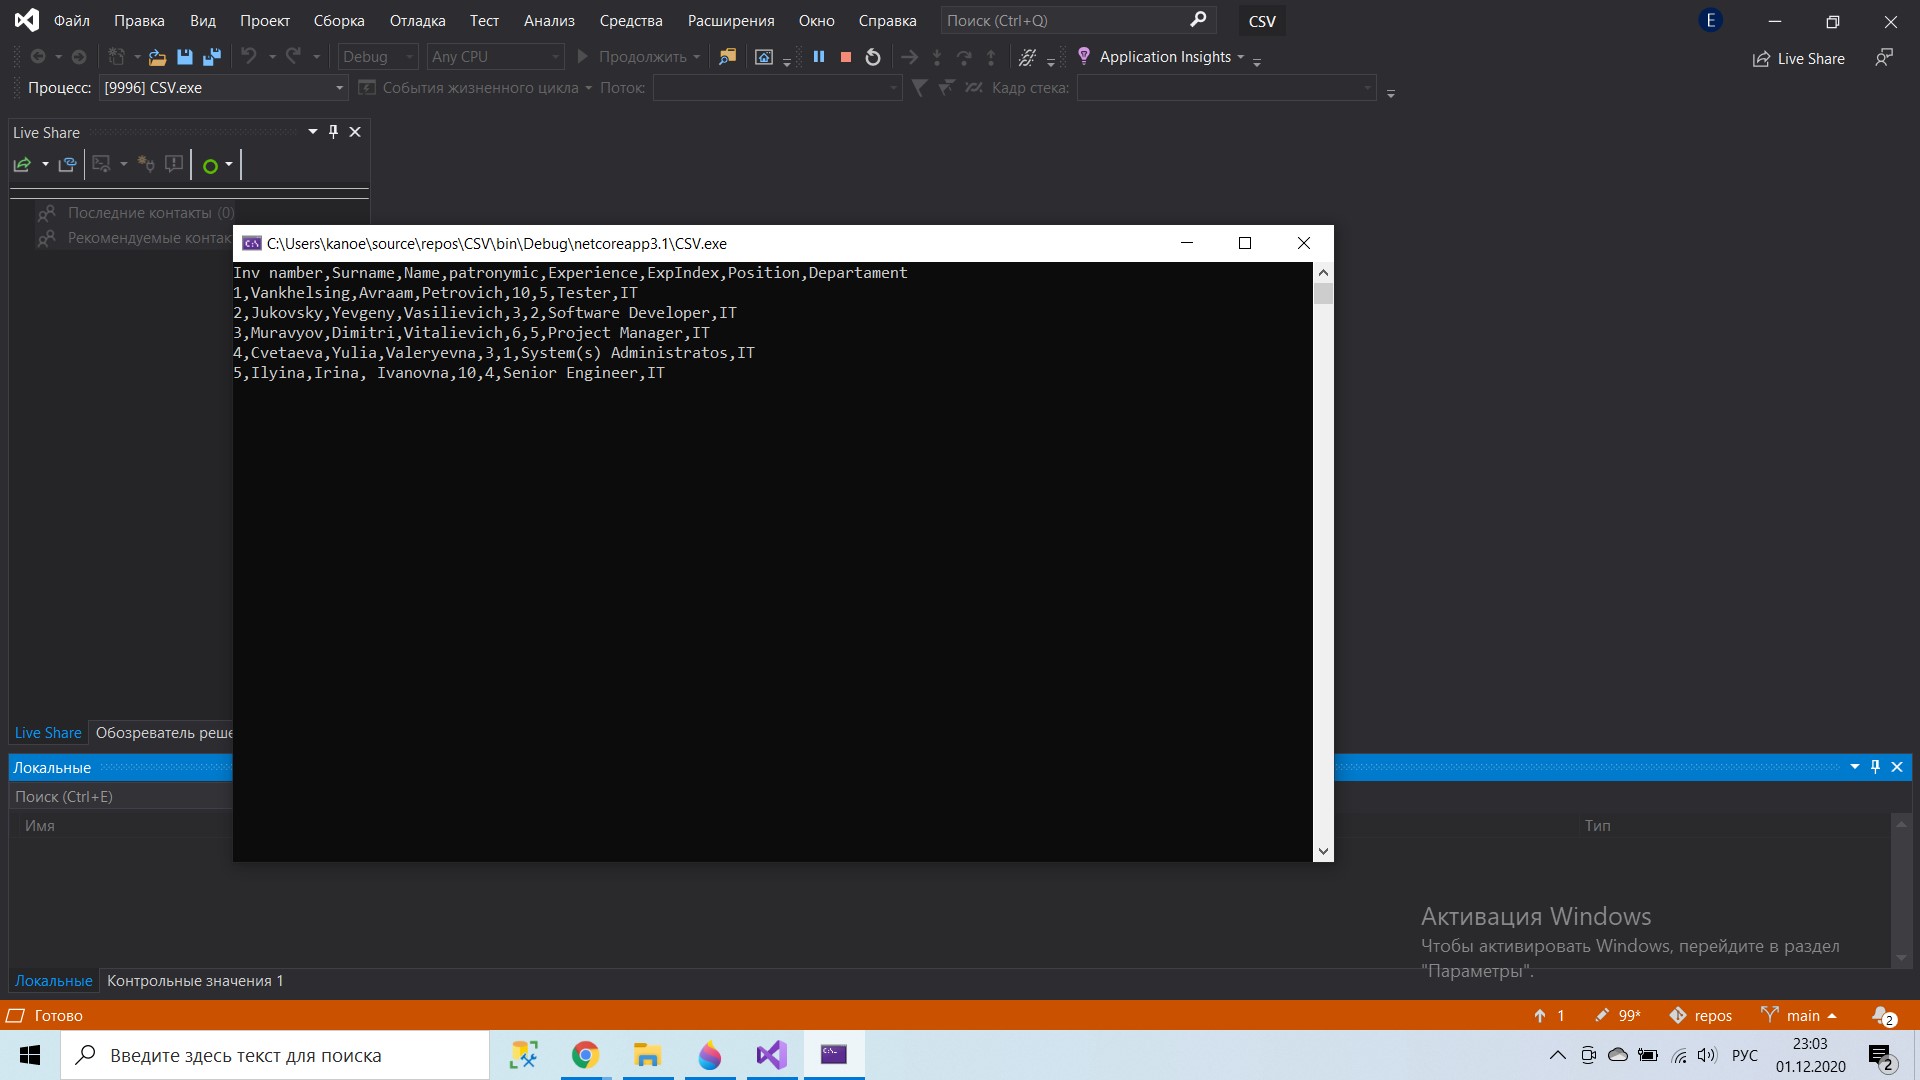 Файл Правка Вид Проект Сборка Отладка Тест Анализ Средства Расширения Окно Справка Поиск (Ctrl+Q) CSV E
Debug Any CPU Продолжить Application Insights Live Share
Процесс: [9996] CSV.exe События жизненного цикла Поток: Кадр стека:
Live Share
Последние контакты (0)
Рекомендуемые контак
C:\Users\kanoe\source\repos\CSV\bin\Debug\netcoreapp3.1\CSV.exe
Inv namber,Surname,Name,patronymic,Experience,ExpIndex,Position,Departament
1,Vankhelsing,Avraam,Petrovich,10,5,Tester,IT
2,Jukovsky,Yevgeny,Vasilievich,3,2,Software Developer,IT
3,Muravyov,Dimitri,Vitalievich,6,5,Project Manager,IT
4,Cvetaeva,Yulia,Valeryevna,3,1,System(s) Administratos,IT
5,Ilyina,Irina, Ivanovna,10,4,Senior Engineer,IT
Live Share Обозреватель реше
Локальные
Поиск (Ctrl+E)
Имя Тип
Активация Windows
Чтобы активировать Windows, перейдите в раздел
"Параметры".
Локальные Контрольные значения 1
Готово 1 99* repos main 2
Введите здесь текст для поиска РУС 23:03
01.12.2020 2